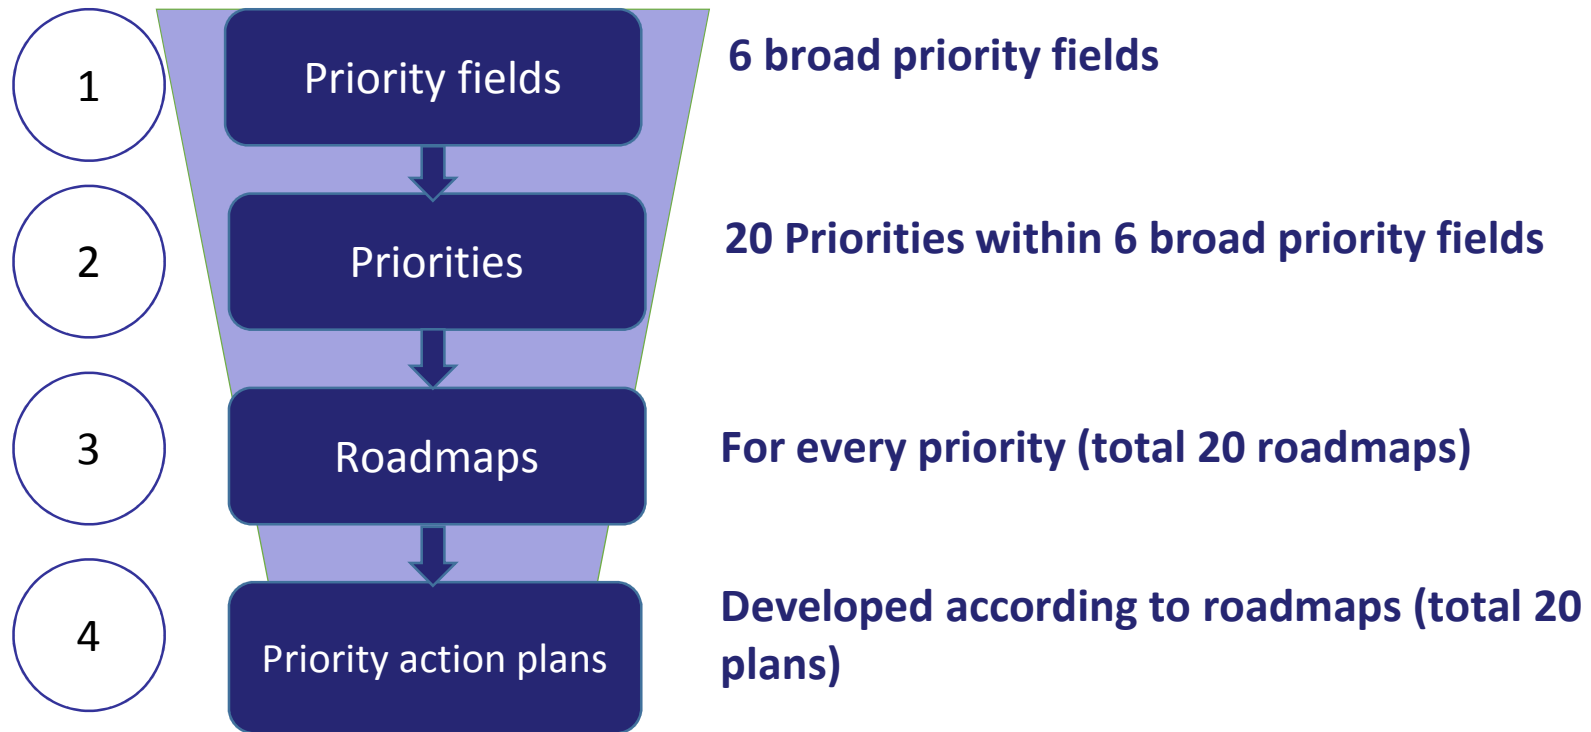 1
Priority fields
6 broad priority fields
2
Priorities
20 Priorities within 6 broad priority fields
3
Roadmaps
For every priority (total 20 roadmaps)
4
Priority action plans
Developed according to roadmaps (total 20
plans)